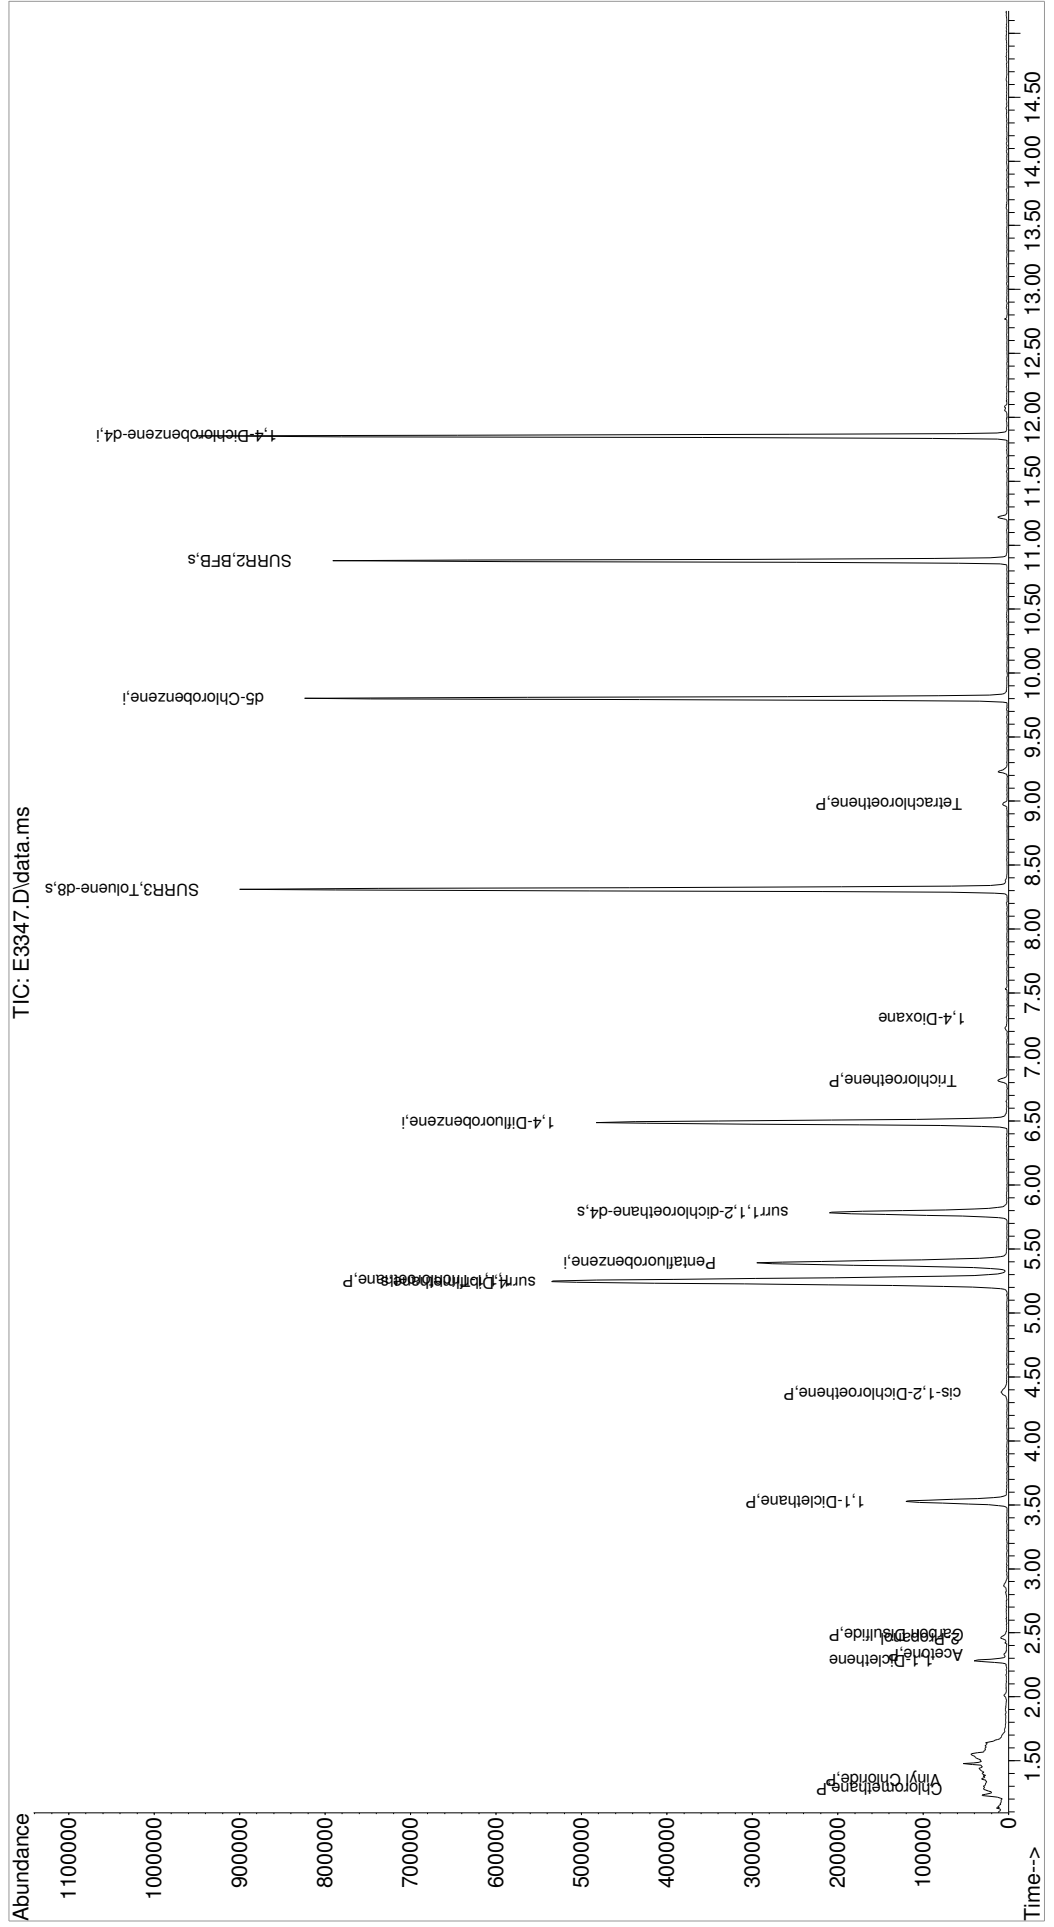 Abundance
TIC: E3347.D\data.ms
1100000
1000000
900000
800000
700000
600000
500000
400000
300000
200000
100000
0
Time-->
1.50
2.00
2.50
3.00
3.50
4.00
4.50
5.00
5.50
6.00
6.50
7.00
7.50
8.00
8.50
9.00
9.50
10.00
10.50
11.00
11.50
12.00
12.50
13.00
13.50
14.00
14.50
Chloromethane,P
Vinyl Chloride,P
1,1-Diclethene
Acetone,P
2-Propanol
Carbon Disulfide,P
1,1-Diclethane,P
cis-1,2-Dichloroethene,P
Pentafluorobenzene,i
surr1,1,2-dichloroethane-d4,s
1,4-Difluorobenzene,i
Trichloroethene,P
1,4-Dioxane
SURR3,Toluene-d8,s
Tetrachloroethene,P
d5-Chlorobenzene,i
SURR2,BFB,s
1,4-Dichlorobenzene-d4,i